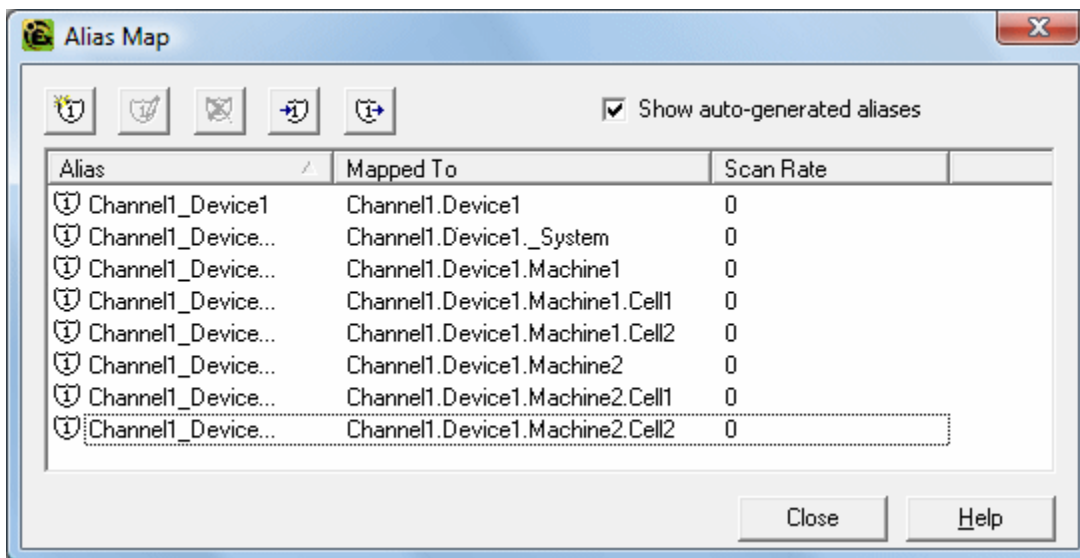 Alias Map
Show auto-generated aliases
Alias Mapped To Scan Rate
Channel1_Device1 Channel1.Device1 0
Channel1_Device... Channel1.Device1._System 0
Channel1_Device... Channel1.Device1.Machine1 0
Channel1_Device... Channel1.Device1.Machine1.Cell1 0
Channel1_Device... Channel1.Device1.Machine1.Cell2 0
Channel1_Device... Channel1.Device1.Machine2 0
Channel1_Device... Channel1.Device1.Machine2.Cell1 0
Channel1_Device... Channel1.Device1.Machine2.Cell2 0
Close Help